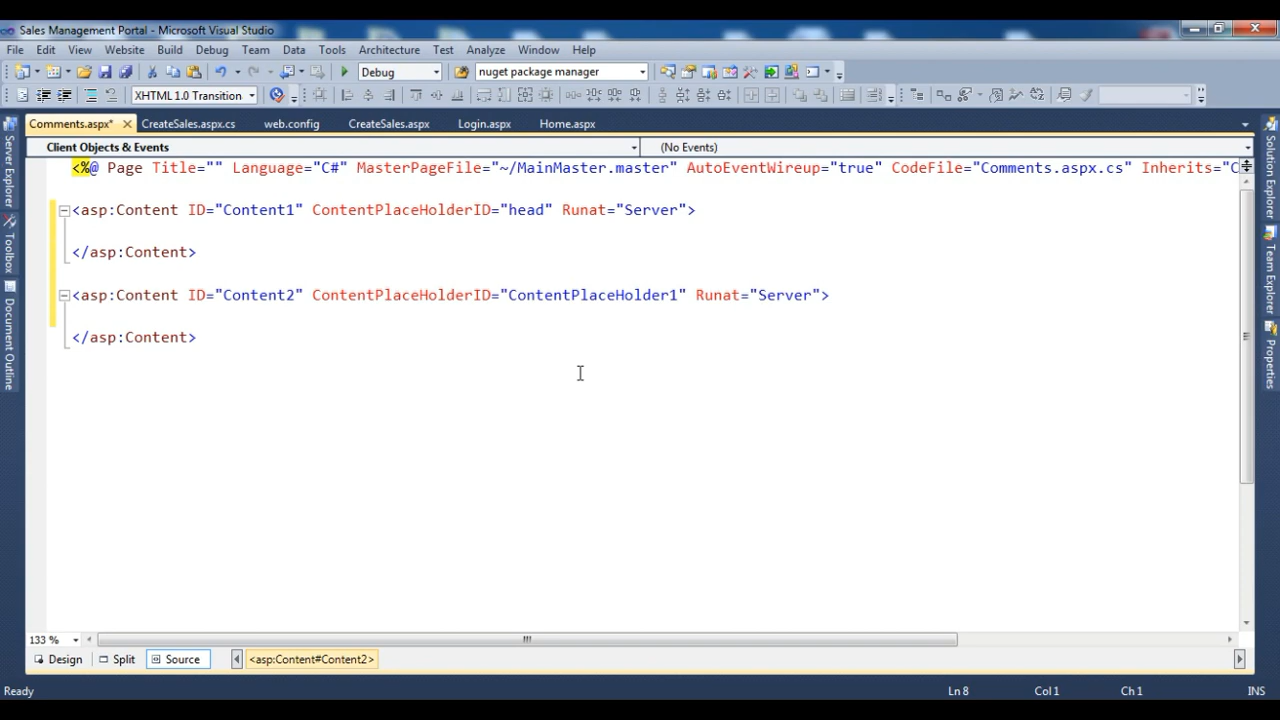 Sales Management Portal - Microsoft Visual Studio
File Edit View Website Build Debug Team Data Tools Architecture Test Analyze Window Help
Debug nuget package manager
XHTML 1.0 Transition
Comments.aspx* CreateSales.aspx.cs web.config CreateSales.aspx Login.aspx Home.aspx
Client Objects & Events (No Events)
<%@ Page Title="" Language="C#" MasterPageFile="~/MainMaster.master" AutoEventWireup="true" CodeFile="Comments.aspx.cs" Inherits="C
<asp:Content ID="Content1" ContentPlaceHolderID="head" Runat="Server">
</asp:Content>
<asp:Content ID="Content2" ContentPlaceHolderID="ContentPlaceHolder1" Runat="Server">
</asp:Content>
Server Explorer
Toolbox
Document Outline
Solution Explorer
Team Explorer
Properties
133 %
Design Split Source <asp:Content#Content2>
Ready Ln 8 Col 1 Ch 1 INS